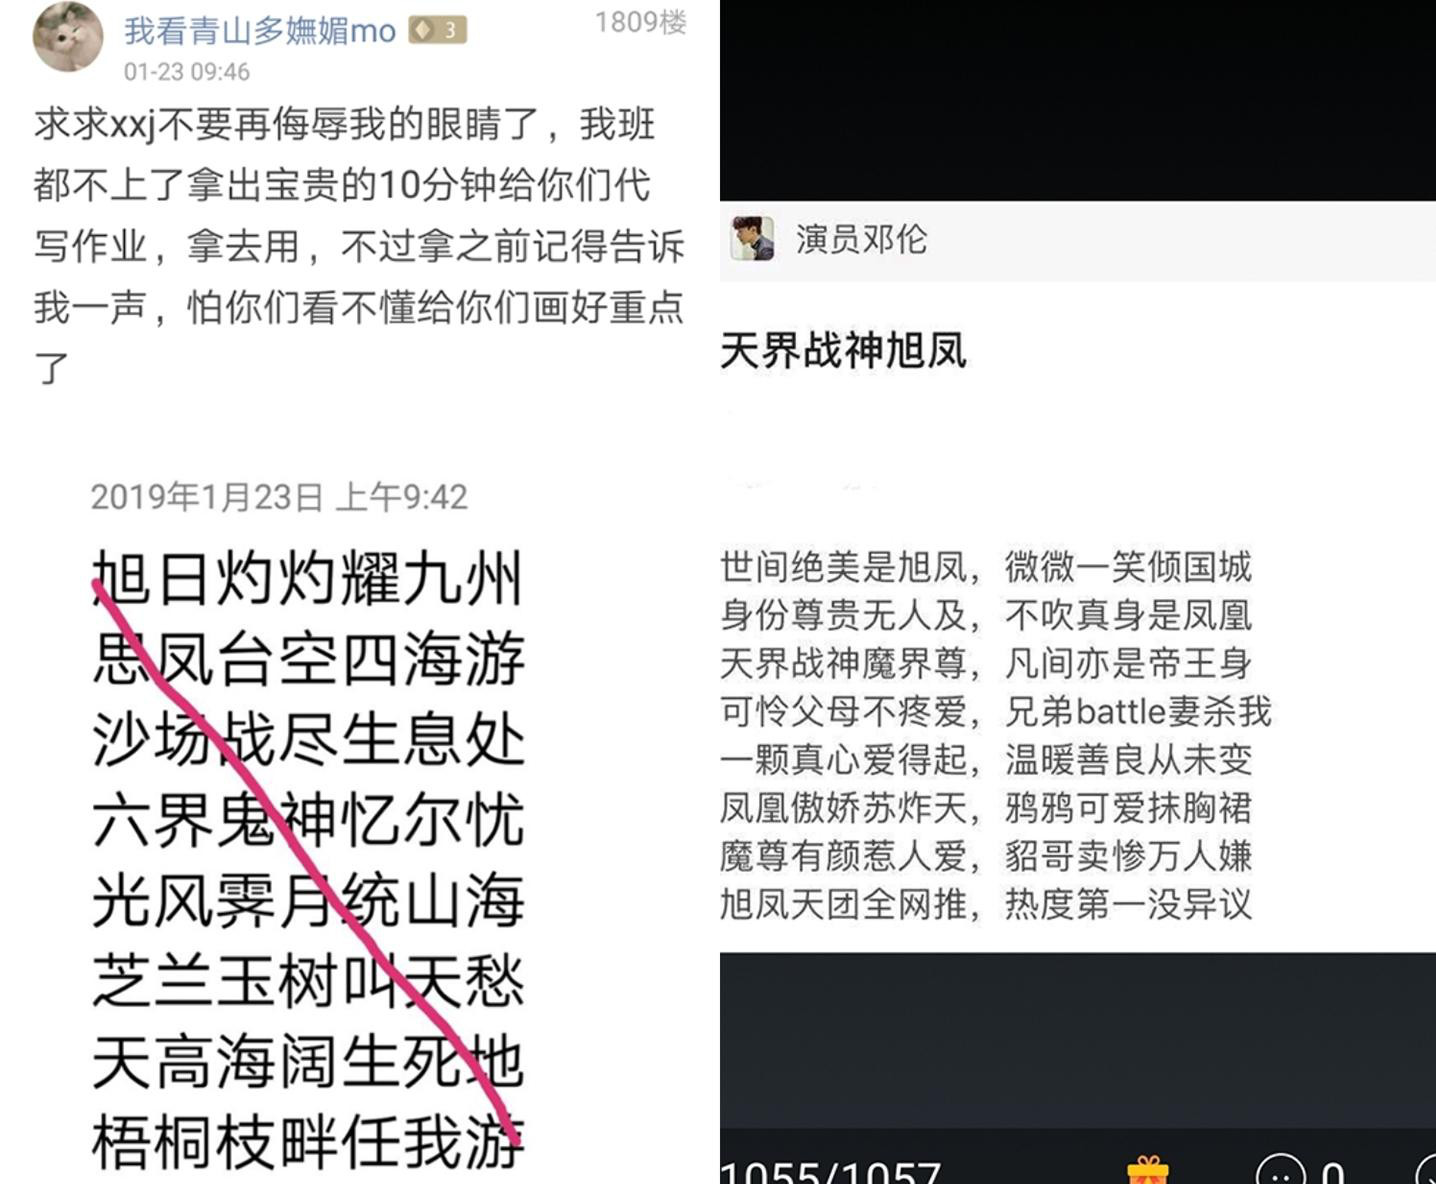 我看青山多嫵媚mo 3
1809楼
01-23 09:46
求求xxj不要再侮辱我的眼睛了，我班
都不上了拿出宝贵的10分钟给你们代
写作业，拿去用，不过拿之前记得告诉
我一声，怕你们看不懂给你们画好重点
了
2019年1月23日 上午9:42
旭日灼灼耀九州
思凤台空四海游
沙场战尽生息处
六界鬼神忆尔忧
光风霁月统山海
芝兰玉树叫天愁
天高海阔生死地
梧桐枝畔任我游
演员邓伦
天界战神旭凤
世间绝美是旭凤，微微一笑倾国城
身份尊贵无人及，不吹真身是凤凰
天界战神魔界尊，凡间亦是帝王身
可怜父母不疼爱，兄弟battle妻杀我
一颗真心爱得起，温暖善良从未变
凤凰傲娇苏炸天，鸦鸦可爱抹胸裙
魔尊有颜惹人爱，貂哥卖惨万人嫌
旭凤天团全网推，热度第一没异议
1055/1057
0